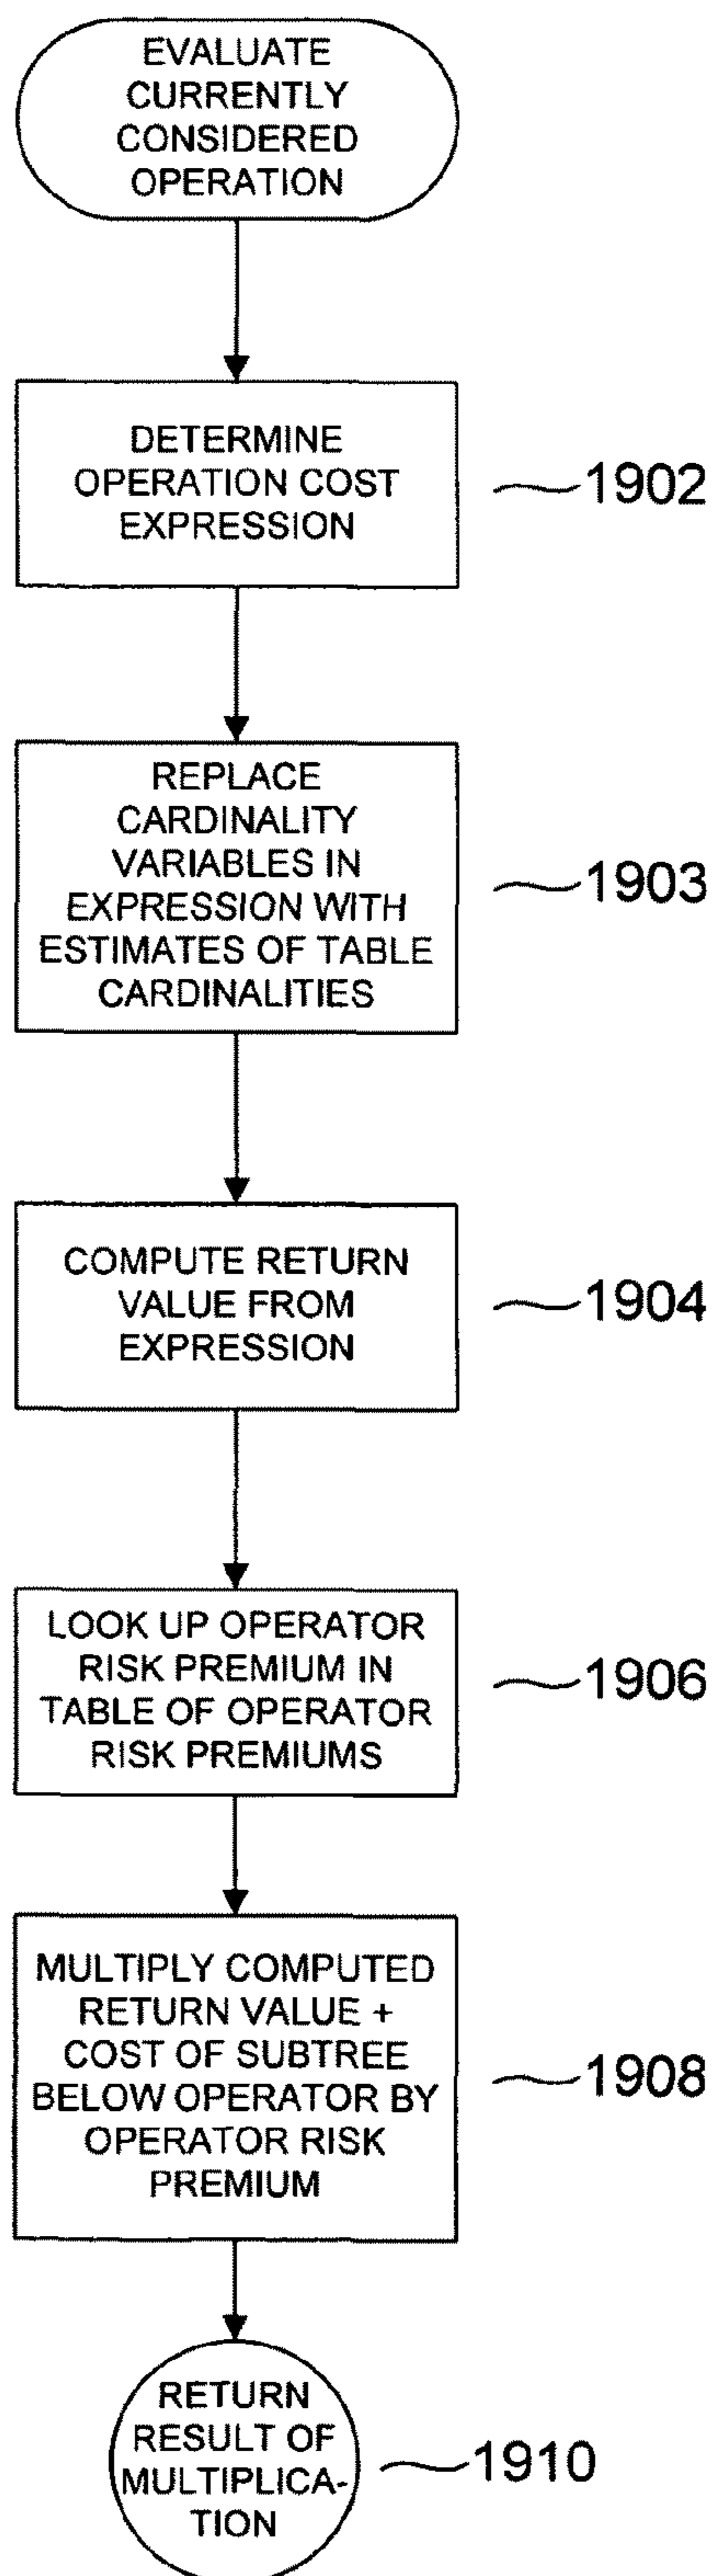 EVALUATE
CURRENTLY
CONSIDERED
OPERATION
DETERMINE
OPERATION COST
EXPRESSION
1902
REPLACE
CARDINALITY
VARIABLES IN
EXPRESSION WITH
ESTIMATES OF TABLE
CARDINALITIES
1903
COMPUTE RETURN
VALUE FROM
EXPRESSION
1904
LOOK UP OPERATOR
RISK PREMIUM IN
TABLE OF OPERATOR
RISK PREMIUMS
1906
MULTIPLY COMPUTED
RETURN VALUE +
COST OF SUBTREE
BELOW OPERATOR BY
OPERATOR RISK
PREMIUM
1908
RETURN
RESULT OF
MULTIPLICA-
TION
1910